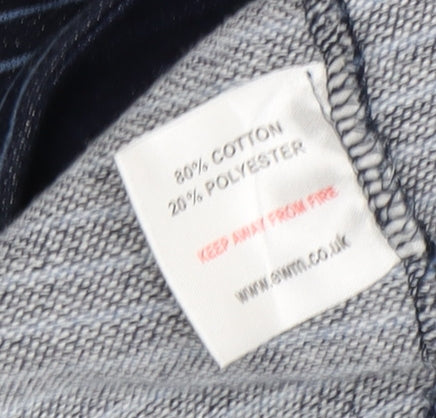 80% COTTON
20% POLYESTER
KEEP AWAY FROM FIRE
www.ewm.co.uk